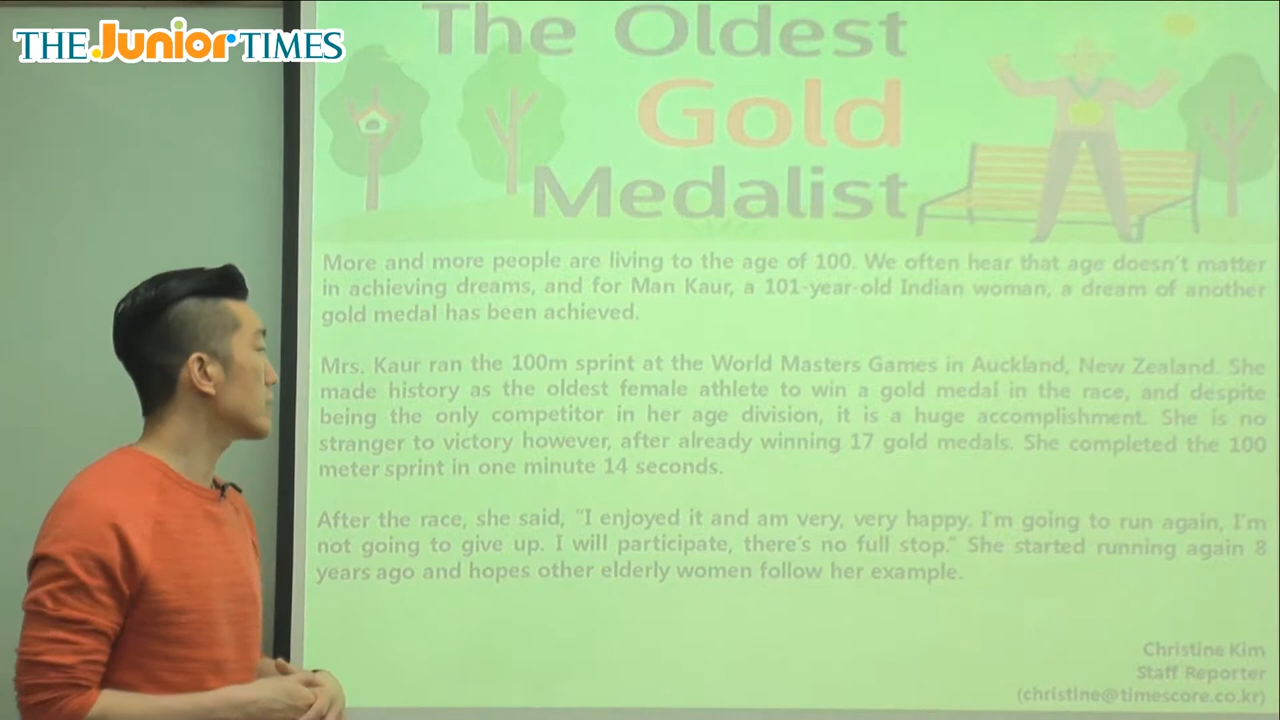 THE Junior TIMES
The Oldest
Gold
Medalist
More and more people are living to the age of 100. We often hear that age doesn't matter
in achieving dreams, and for Man Kaur, a 101-year-old Indian woman, a dream of another
gold medal has been achieved.
Mrs. Kaur ran the 100m sprint at the World Masters Games in Auckland, New Zealand. She
made history as the oldest female athlete to win a gold medal in the race, and despite
being the only competitor in her age division, it is a huge accomplishment. She is no
stranger to victory however, after already winning 17 gold medals. She completed the 100
meter sprint in one minute 14 seconds.
After the race, she said, "I enjoyed it and am very, very happy. I'm going to run again, I'm
not going to give up. I will participate, there's no full stop." She started running again 8
years ago and hopes other elderly women follow her example.
Christine Kim
Staff Reporter
(christine@timescore.co.kr)